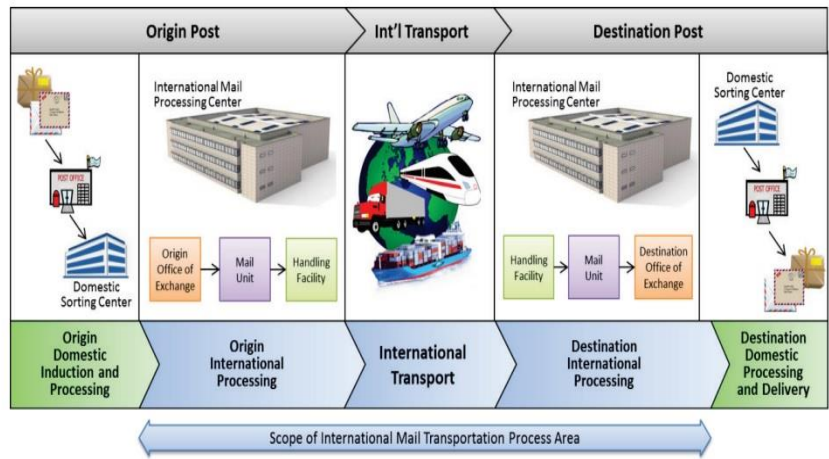 Origin Post
Int'l Transport
Destination Post
POST OFFICE
Domestic
Sorting Center
International Mail
Processing Center
Origin
Office of
Exchange
Mail
Unit
Handling
Facility
International Mail
Processing Center
Handling
Facility
Mail
Unit
Destination
Office of
Exchange
Domestic
Sorting Center
POST OFFICE
Origin
Domestic
Induction and
Processing
Origin
International
Processing
International
Transport
Destination
International
Processing
Destination
Domestic
Processing
and Delivery
Scope of International Mail Transportation Process Area